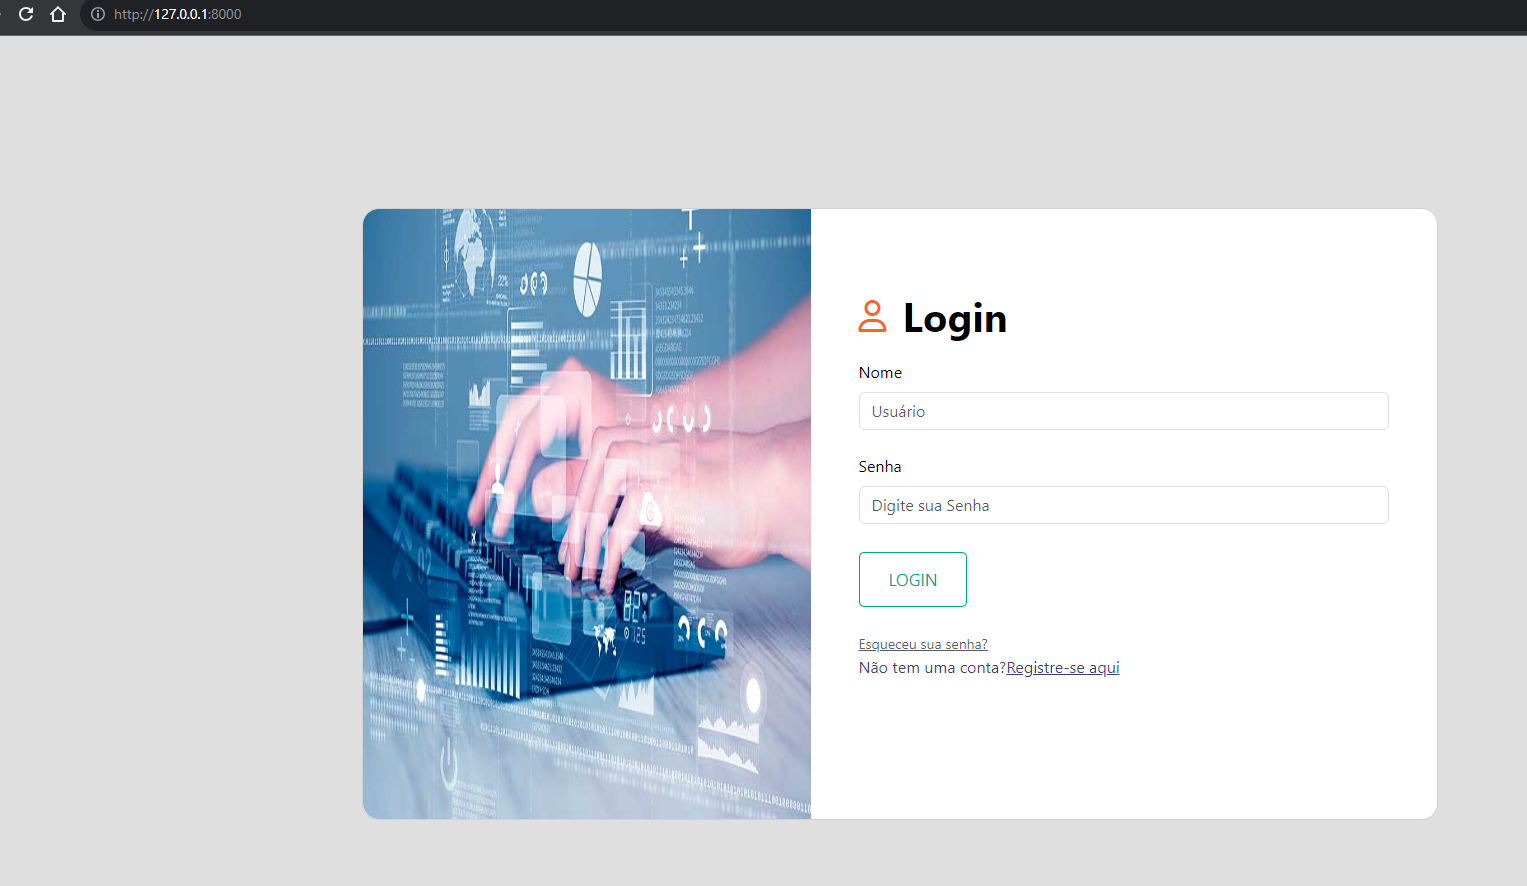 http://127.0.0.1:8000
Login
Nome
Usuário
Senha
Digite sua Senha
LOGIN
Esqueceu sua senha?
Não tem uma conta?Registre-se aqui